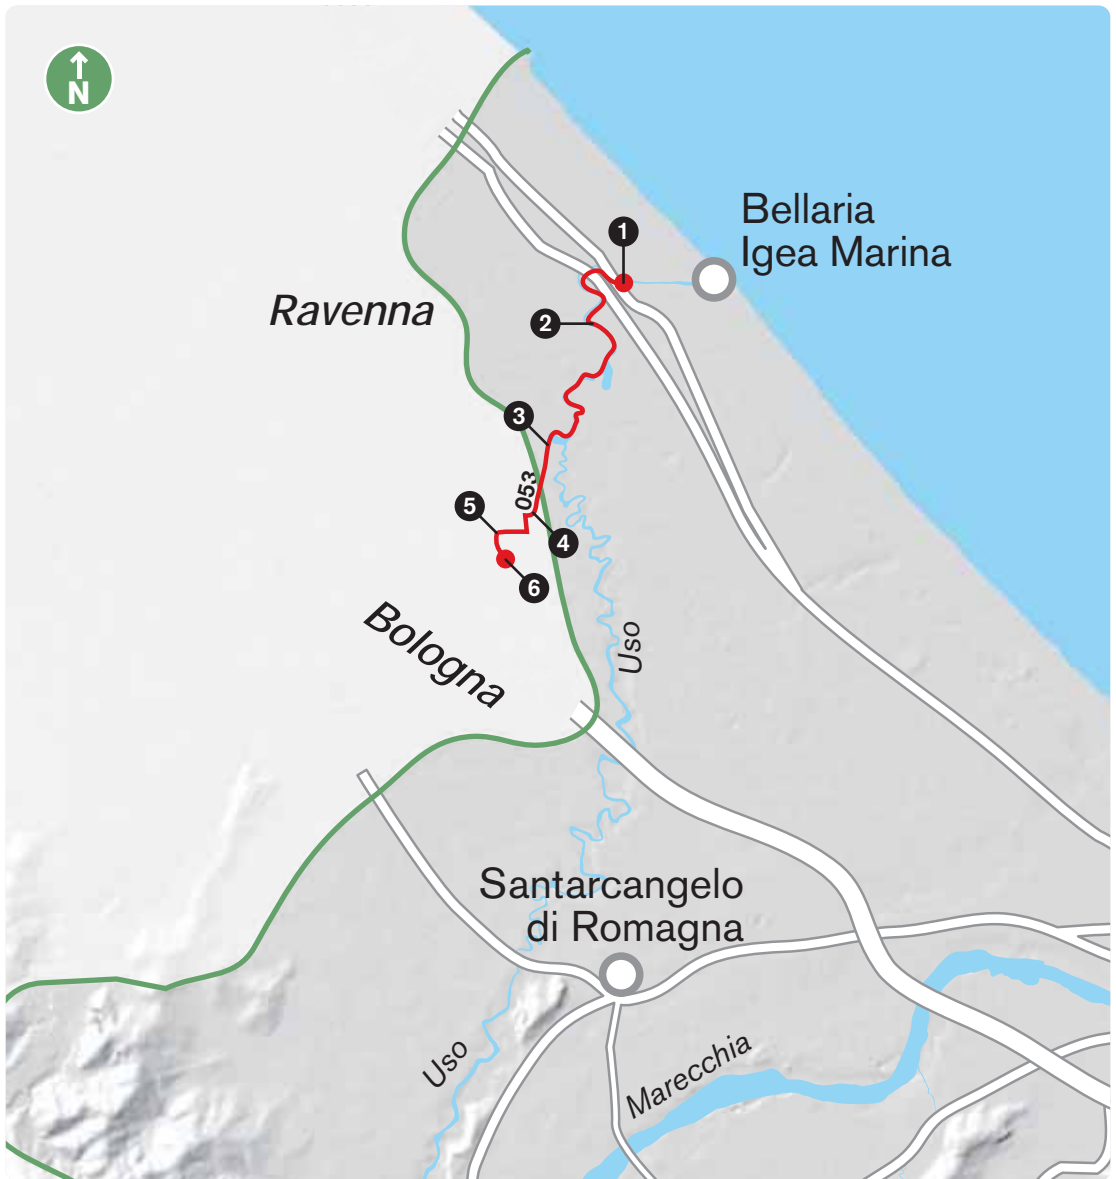 N
Bellaria
Igea Marina
1
Ravenna
2
3
053
5
4
6
Bologna
Uso
Santarcangelo
di Romagna
Uso
Marecchia